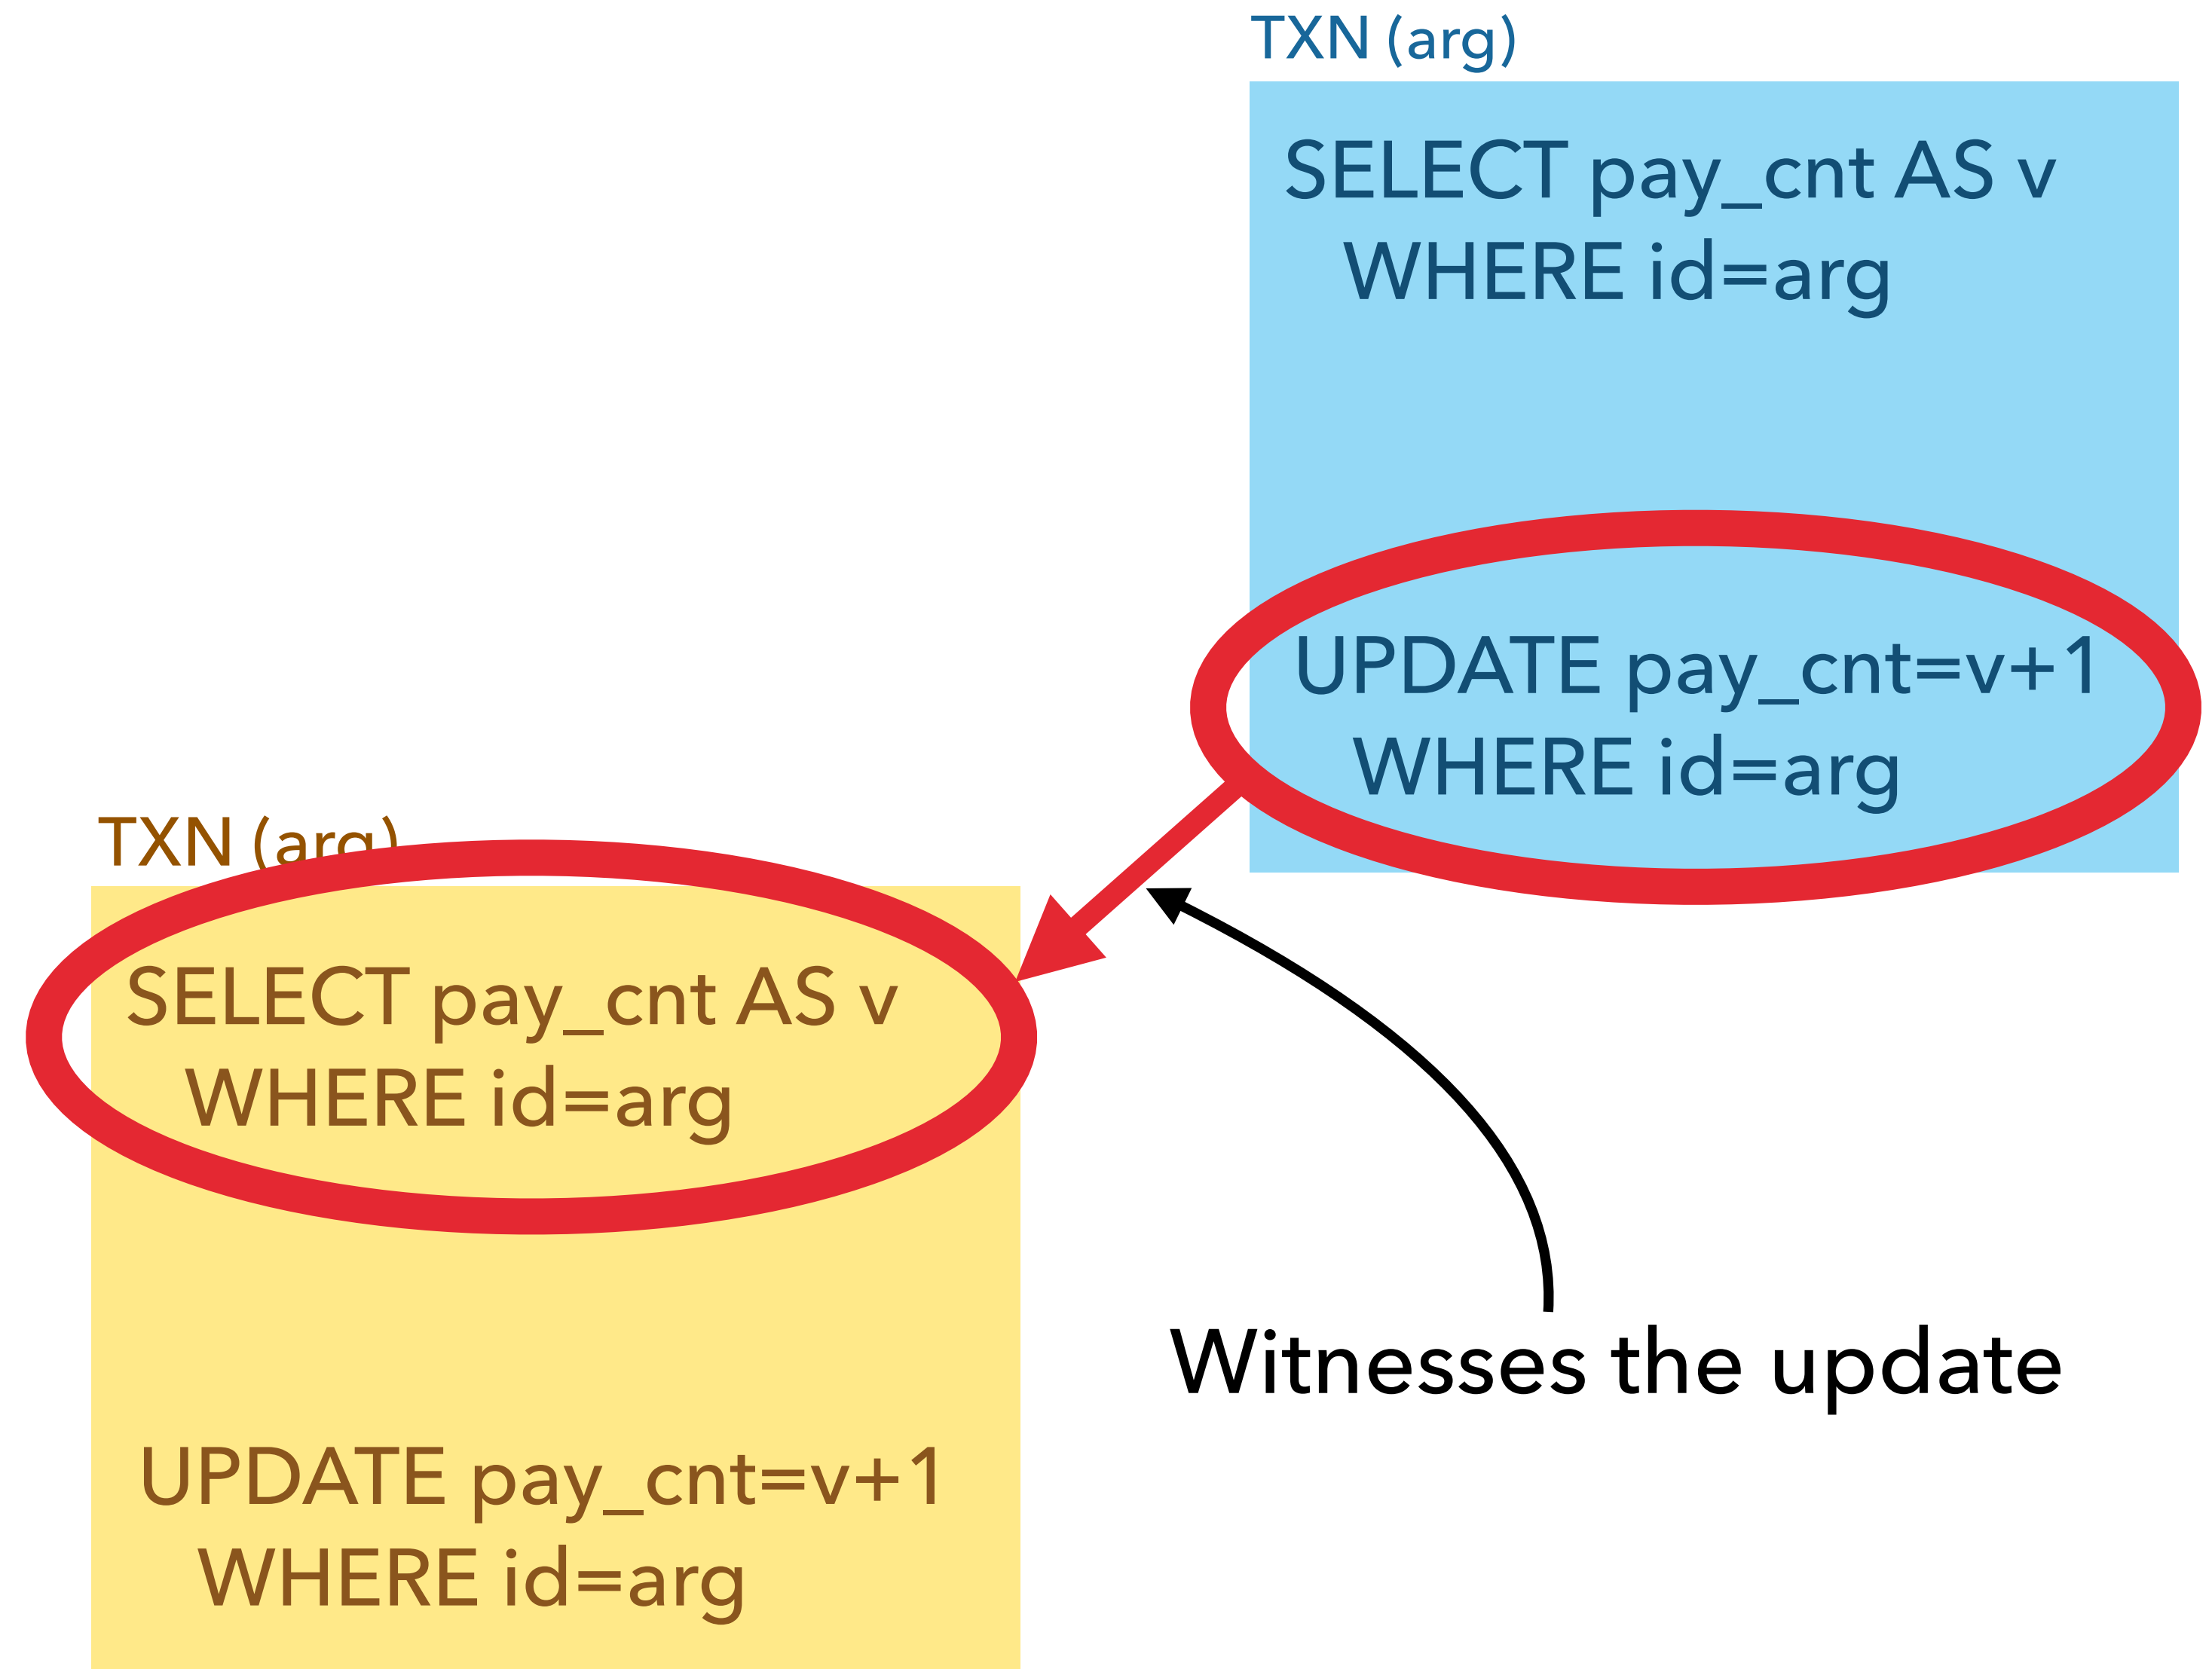 TXN (arg)
SELECT pay_cnt AS v
WHERE id=arg
UPDATE pay_cnt=v+1
WHERE id=arg
TXN (arg)
SELECT pay_cnt AS v
WHERE id=arg
Witnesses the update
UPDATE pay_cnt=v+1
WHERE id=arg